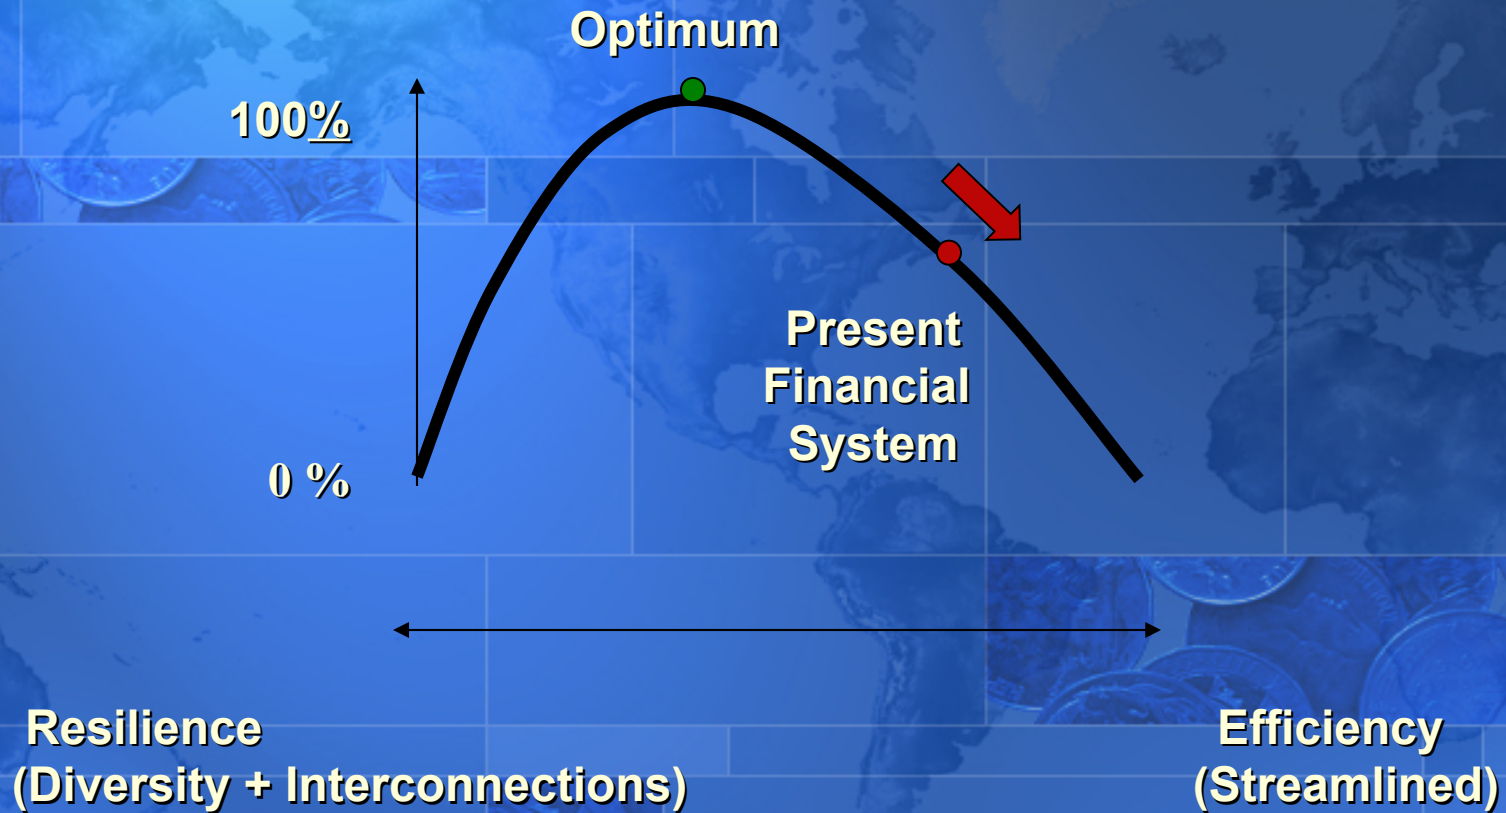 Optimum
100%
Present
Financial
System
0 %
Resilience
(Diversity + Interconnections)
Efficiency
(Streamlined)